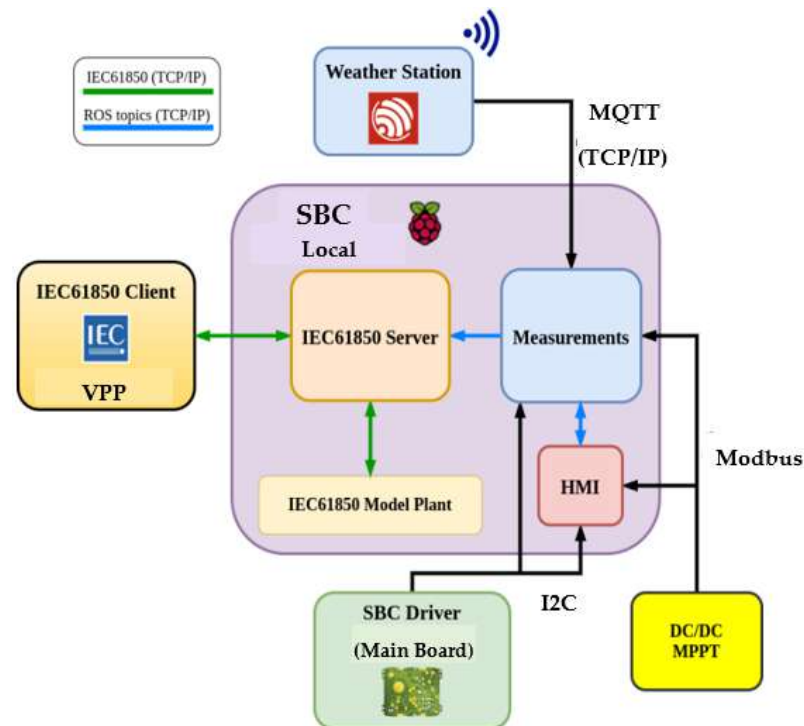 IEC61850 (TCP/IP)
ROS topics (TCP/IP)
Weather Station
MQTT
(TCP/IP)
SBC
Local
IEC61850 Client
IEC
VPP
IEC61850 Server
Measurements
IEC61850 Model Plant
HMI
Modbus
I2C
SBC Driver
(Main Board)
DC/DC
MPPT